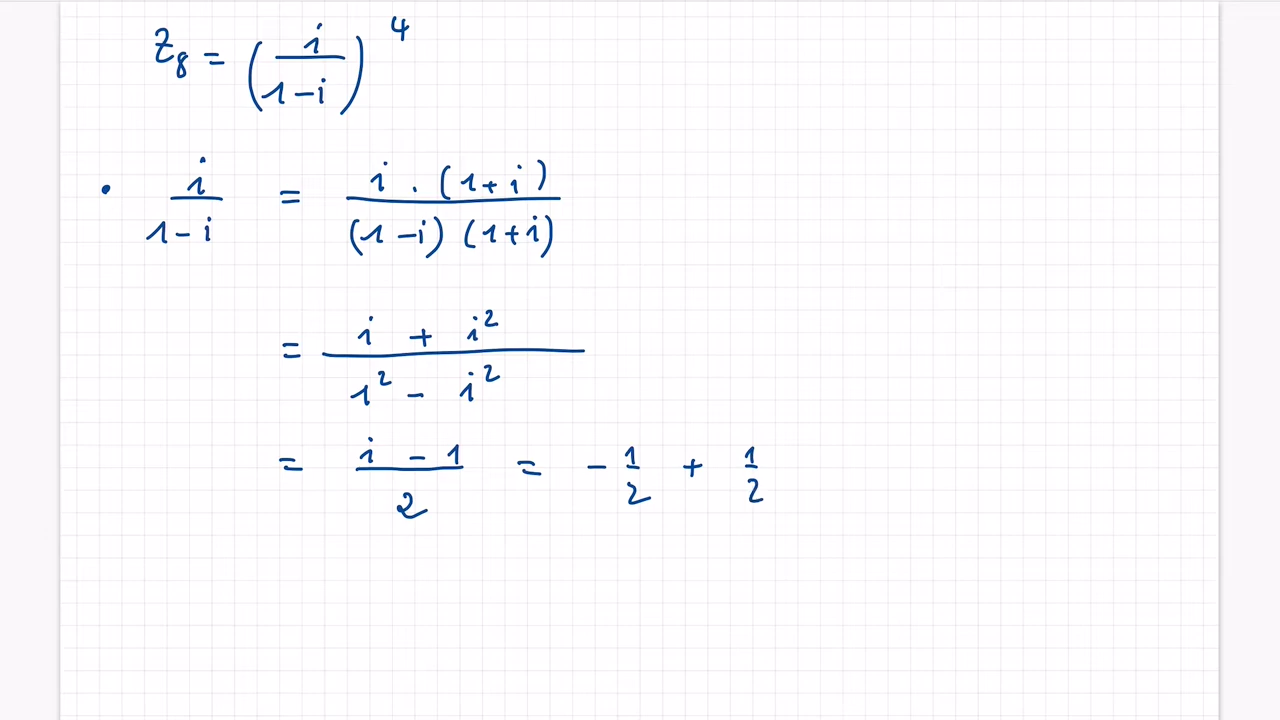 z₈ = (i/(1-i))⁴
• i/(1-i) = (i · (1+i))/((1-i) (1+i))
= (i + i²)/(1² - i²)
= (i - 1)/2 = - 1/2 + 1/2